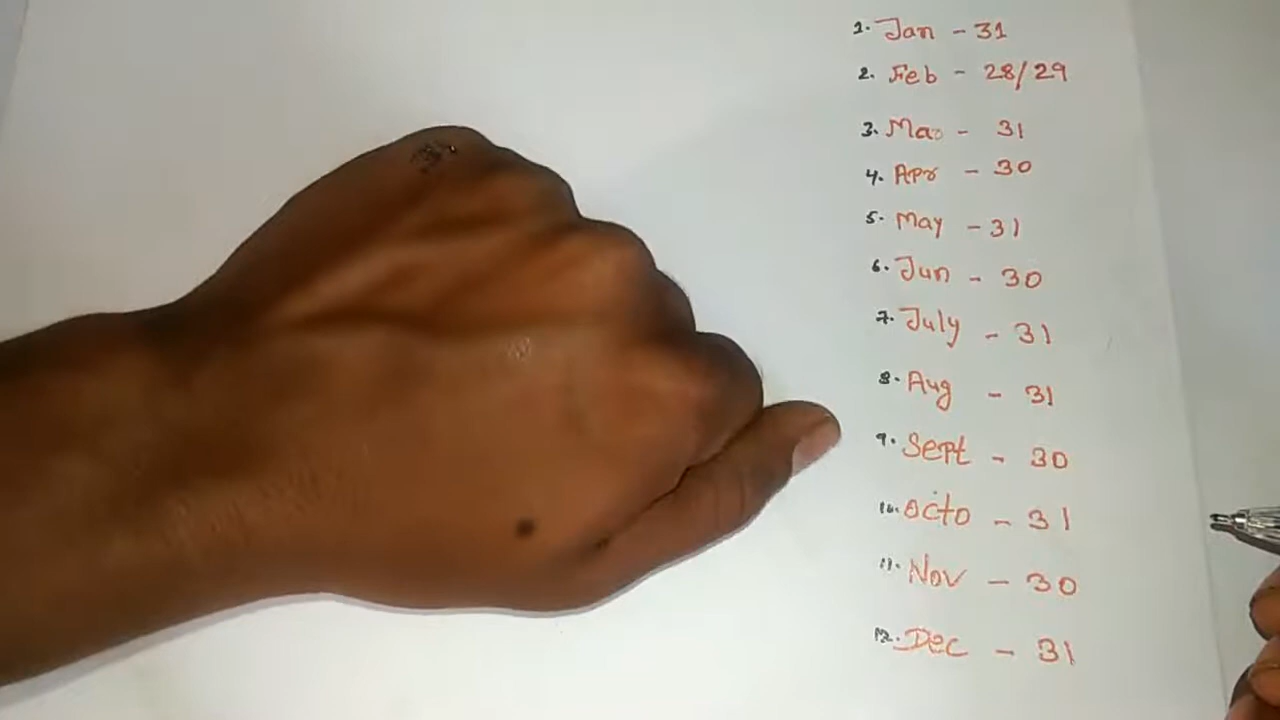 1. Jan - 31
2. Feb - 28/29
3. Mar - 31
4. Apr - 30
5. May - 31
6. Jun - 30
7. July - 31
8. Aug - 31
9. Sept - 30
10. Octo - 31
11. Nov - 30
12. Dec - 31